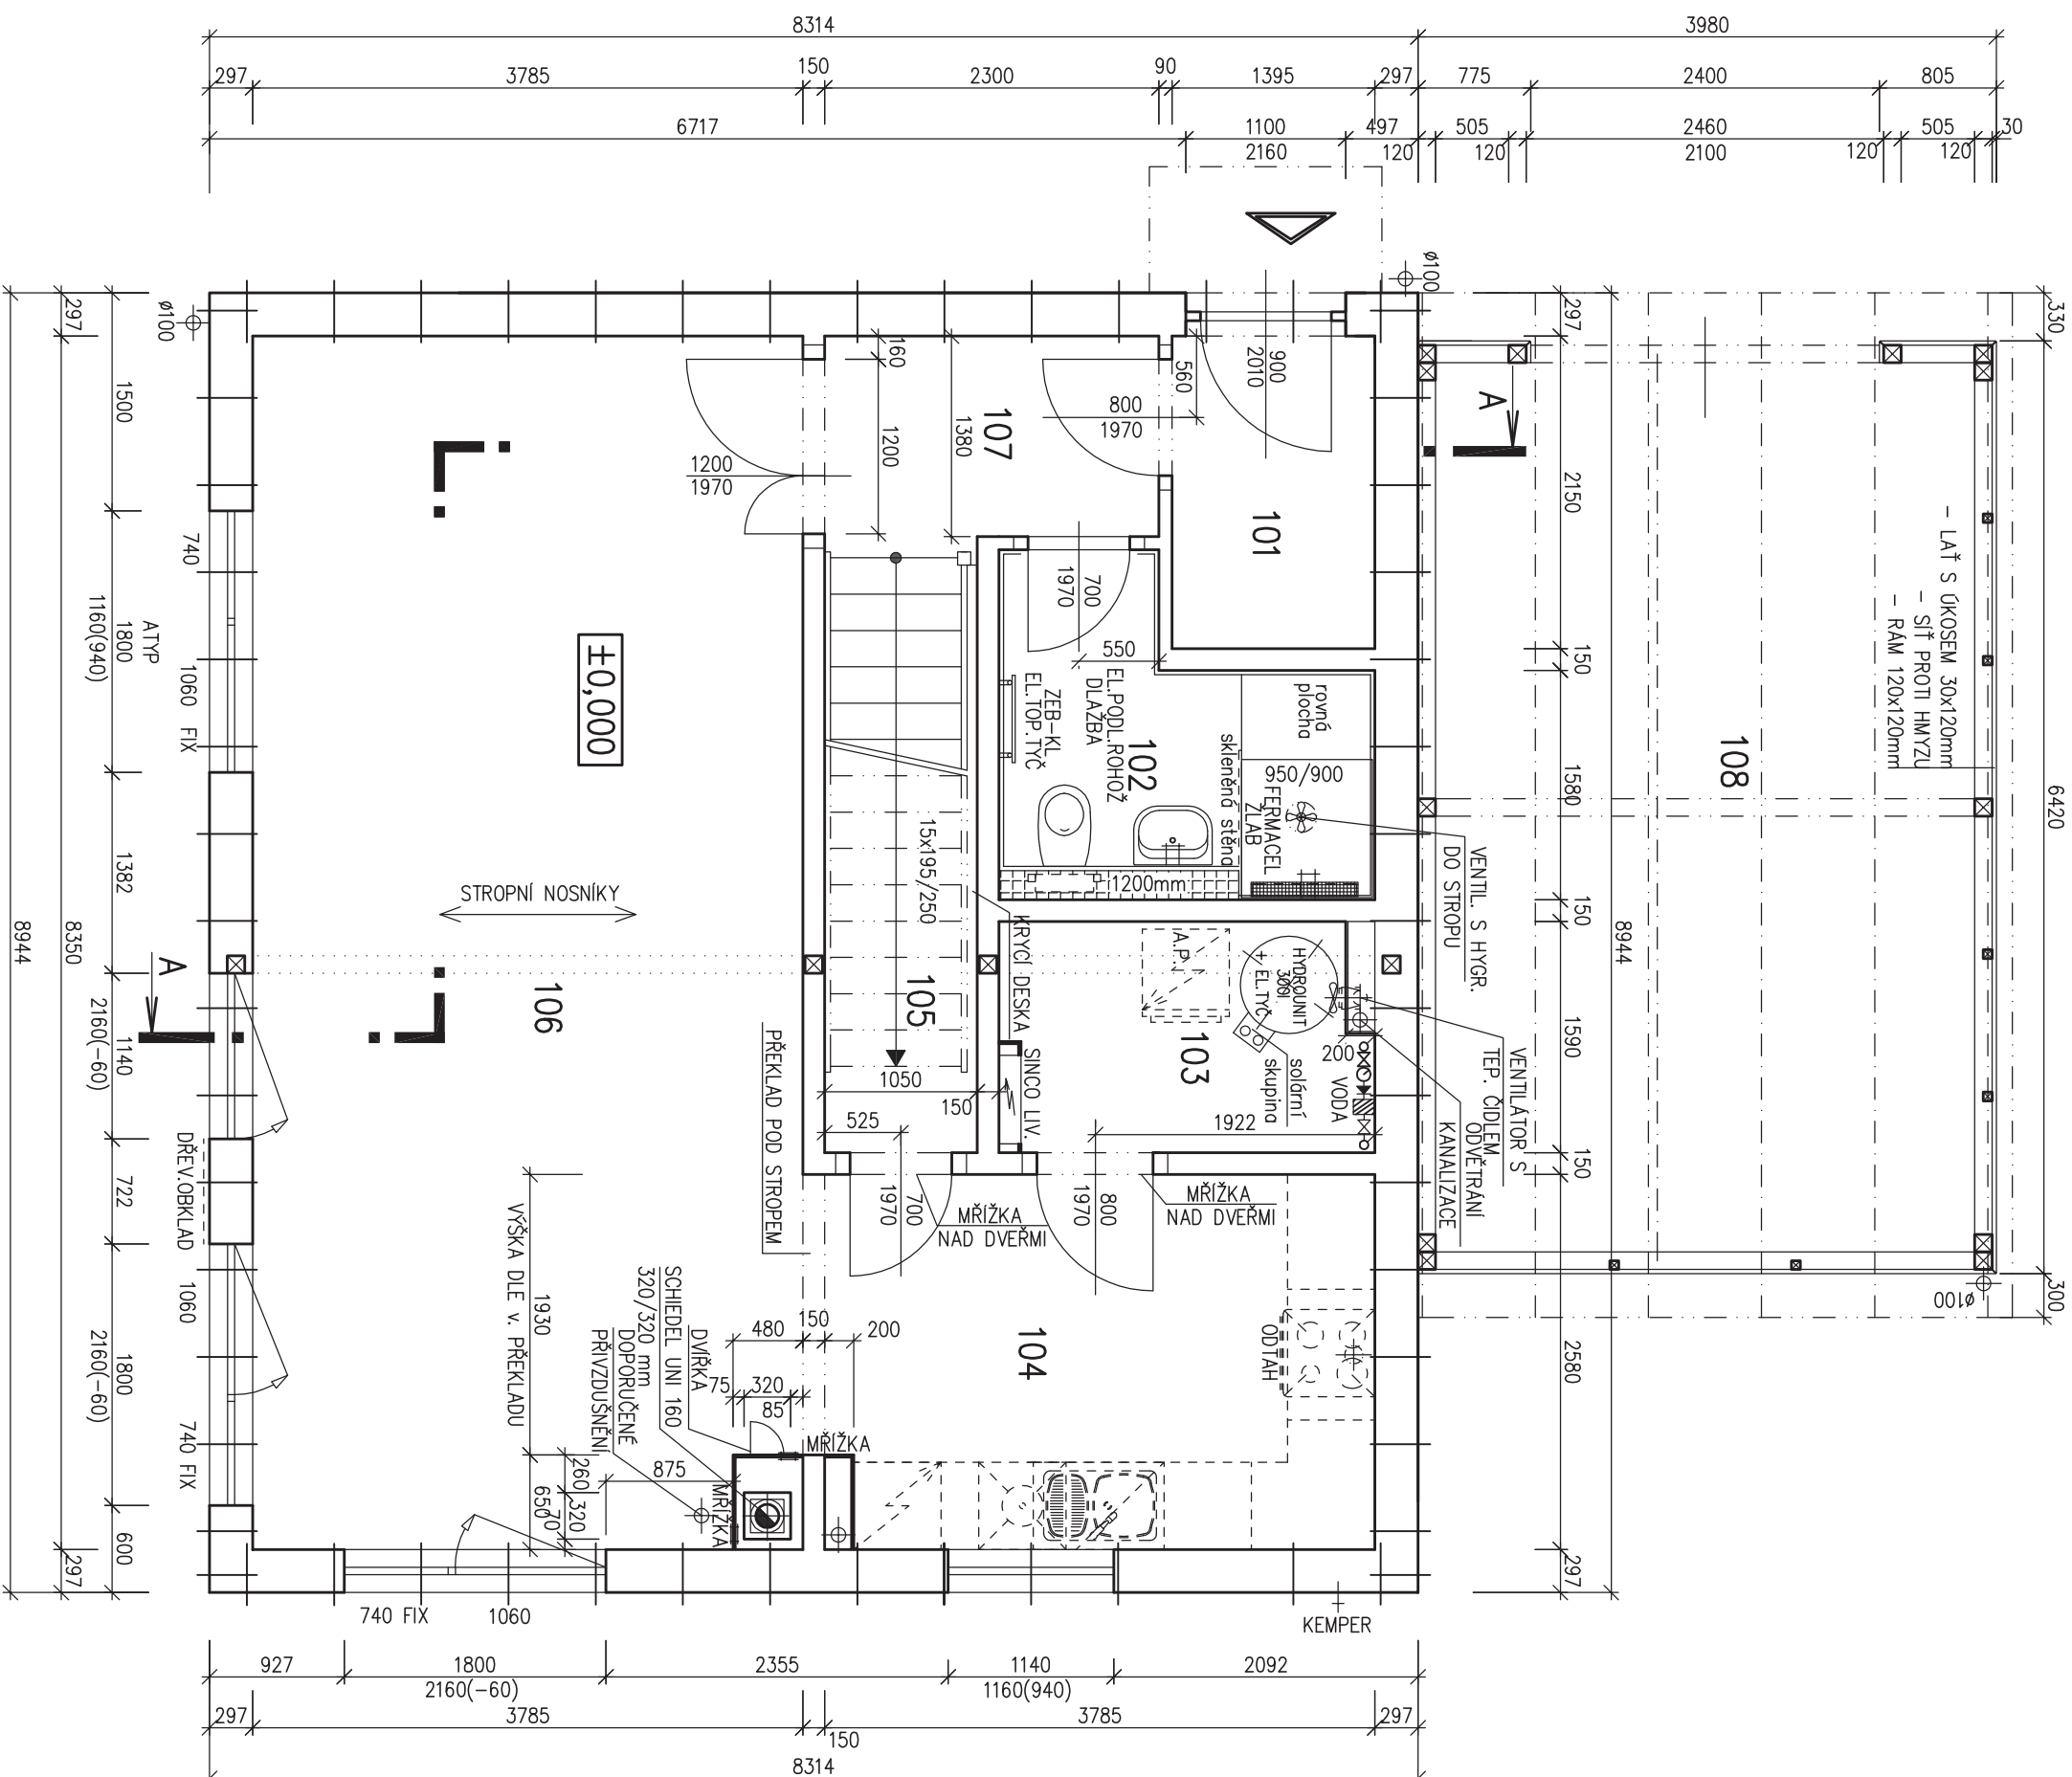 8314
3980
297
3785
150
2300
90
1395
297
775
2400
805
6717
1100
2160
497
120
505
120
2460
2100
120
505
120
30
ø100
ø100
297
330
160
1200
1380
560
800
1970
900
2010
107
101
1200
1970
A
2150
297
1500
740
ATYP
1800
1160(940)
1060 FIX
±0,000
700
1970
550
EL.PODL.ROHOŽ
DLAŽBA
ZEB-KL
EL.TOP.TYČ
102
rovná
plocha
skleněná stěna
950/900
FERMACEL
ŽLAB
1200mm
150
1580
150
8944
108
– LAŤ S ÚKOSEM 30x120mm
– SÍŤ PROTI HMYZU
– RÁM 120x120mm
6420
VENTIL. S HYGR.
DO STROPU
1382
STROPNÍ NOSNÍKY
15x195/250
KRYCÍ DESKA
A.P.
HYDROUNIT
300l
+ EL.TYČ
105
106
103
A
8350
8944
1140
2160(-60)
PŘEKLAD POD STROPEM
1050
150
SINCO LIV.
solární
skupina
200
VODA
1922
525
VENTILÁTOR S
TEP. ČIDLEM
ODVĚTRÁNÍ
KANALIZACE
1590
150
DŘEV.OBKLAD
722
700
1970
800
1970
MŘÍŽKA
NAD DVEŘMI
MŘÍŽKA
NAD DVEŘMI
VÝŠKA DLE v. PŘEKLADU
1930
1060
1800
2160(-60)
740 FIX
SCHIEDEL UNI 160
320/320 mm
DOPORUČENÉ
PŘIVZDUŠNĚNÍ
DVÍŘKA
480
150
200
75
320
85
MŘÍŽKA
104
ODTAH
2580
ø100
300
875
260
320
70
650
MŘÍŽKA
600
297
297
740 FIX
1060
KEMPER
927
1800
2160(-60)
2355
1140
1160(940)
2092
297
3785
150
3785
297
8314